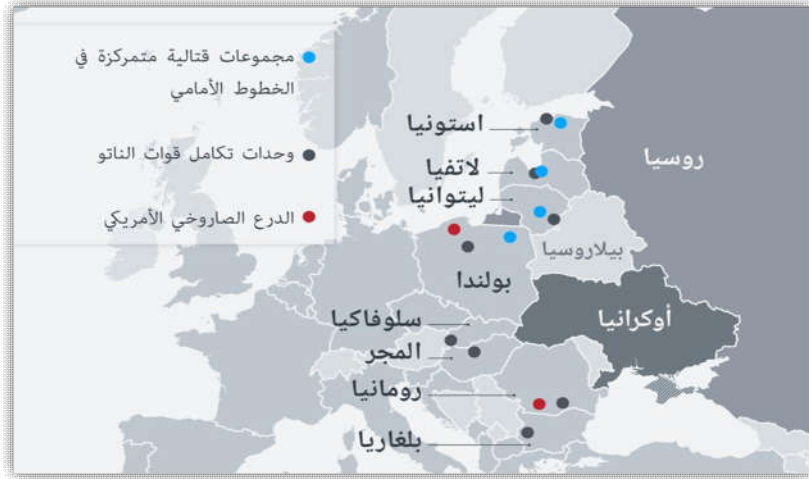 مجموعات قتالية متمركزة في
الخطوط الأمامي
وحدات تكامل قوات الناتو
الدرع الصاروخي الأمريكي
استونيا
روسيا
لاتفيا
ليتوانيا
بيلاروسيا
بولندا
أوكرانيا
سلوفاكيا
المجر
رومانيا
بلغاريا